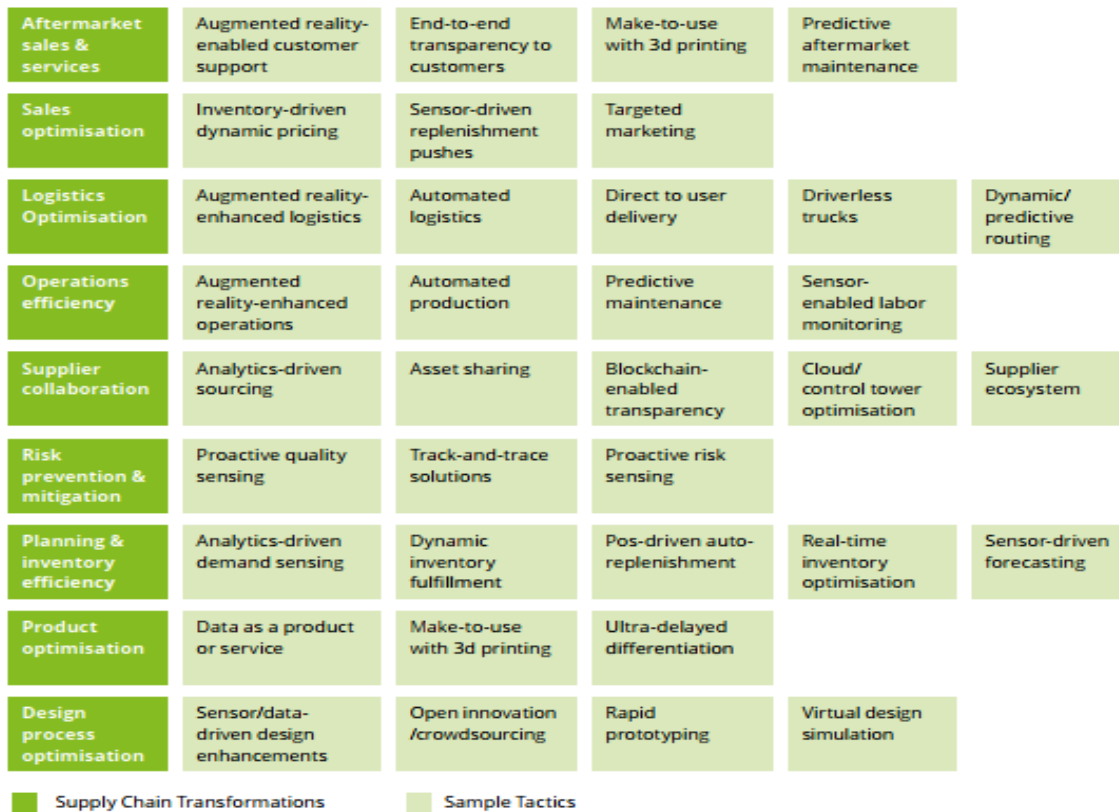 Aftermarket
sales &
services
Augmented reality-
enabled customer
support
End-to-end
transparency to
customers
Make-to-use
with 3d printing
Predictive
aftermarket
maintenance
Sales
optimisation
Inventory-driven
dynamic pricing
Sensor-driven
replenishment
pushes
Targeted
marketing
Logistics
Optimisation
Augmented reality-
enhanced logistics
Automated
logistics
Direct to user
delivery
Driverless
trucks
Dynamic/
predictive
routing
Operations
efficiency
Augmented
reality-enhanced
operations
Automated
production
Predictive
maintenance
Sensor-
enabled labor
monitoring
Supplier
collaboration
Analytics-driven
sourcing
Asset sharing
Blockchain-
enabled
transparency
Cloud/
control tower
optimisation
Supplier
ecosystem
Risk
prevention &
mitigation
Proactive quality
sensing
Track-and-trace
solutions
Proactive risk
sensing
Planning &
inventory
efficiency
Analytics-driven
demand sensing
Dynamic
inventory
fulfillment
Pos-driven auto-
replenishment
Real-time
inventory
optimisation
Sensor-driven
forecasting
Product
optimisation
Data as a product
or service
Make-to-use
with 3d printing
Ultra-delayed
differentiation
Design
process
optimisation
Sensor/data-
driven design
enhancements
Open innovation
/crowdsourcing
Rapid
prototyping
Virtual design
simulation
Supply Chain Transformations
Sample Tactics